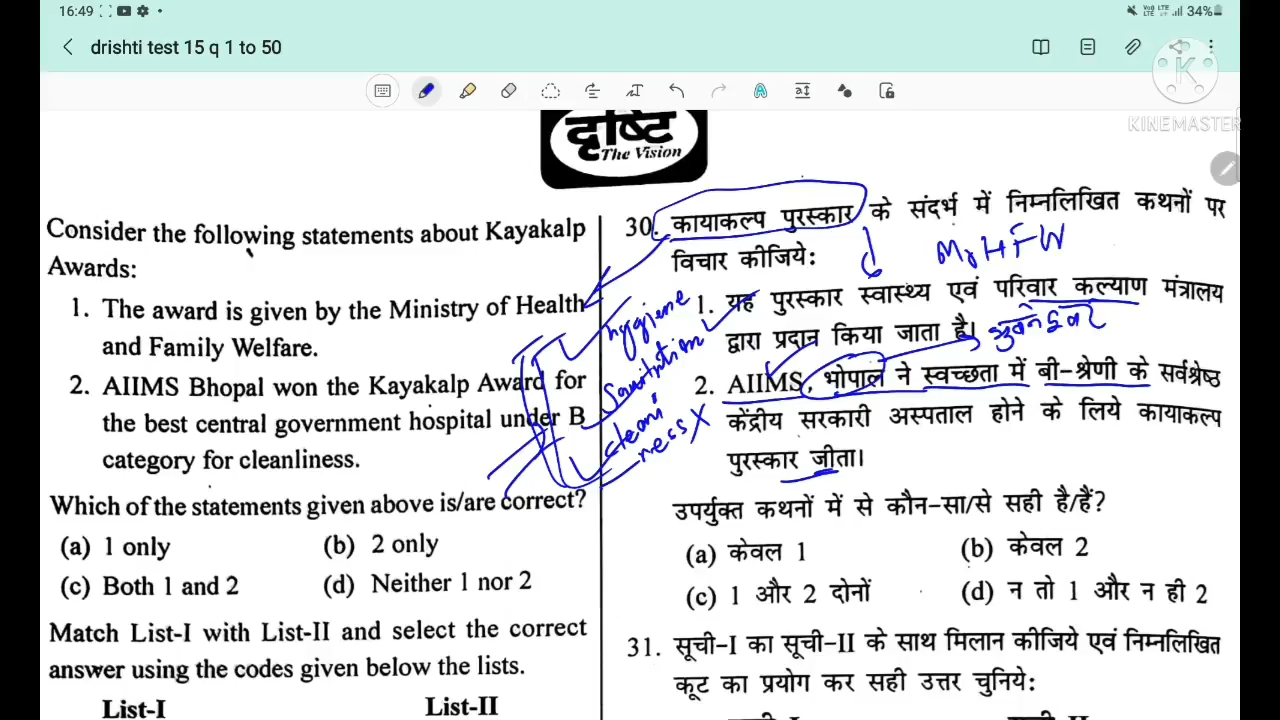 16:49
34%
drishti test 15 q 1 to 50
KINEMASTER
दृष्टि
The Vision
Consider the following statements about Kayakalp
Awards:
1. The award is given by the Ministry of Health
and Family Welfare.
2. AIIMS Bhopal won the Kayakalp Award for
the best central government hospital under B
category for cleanliness.
Which of the statements given above is/are correct?
(a) 1 only
(b) 2 only
(c) Both 1 and 2
(d) Neither 1 nor 2
Match List-I with List-II and select the correct
answer using the codes given below the lists.
List-I
List-II
hygiene
Sanitation
cleanli
ness
30. कायाकल्प पुरस्कार के संदर्भ में निम्नलिखित कथनों पर
विचार कीजिये:
MoHFW
1. यह पुरस्कार स्वास्थ्य एवं परिवार कल्याण मंत्रालय
द्वारा प्रदान किया जाता है।
2. AIIMS, भोपाल ने स्वच्छता में बी-श्रेणी के सर्वश्रेष्ठ
केंद्रीय सरकारी अस्पताल होने के लिये कायाकल्प
पुरस्कार जीता।
उपर्युक्त कथनों में से कौन-सा/से सही है/हैं?
(a) केवल 1
(b) केवल 2
(c) 1 और 2 दोनों
(d) न तो 1 और न ही 2
31. सूची-I का सूची-II के साथ मिलान कीजिये एवं निम्नलिखित
कूट का प्रयोग कर सही उत्तर चुनिये: